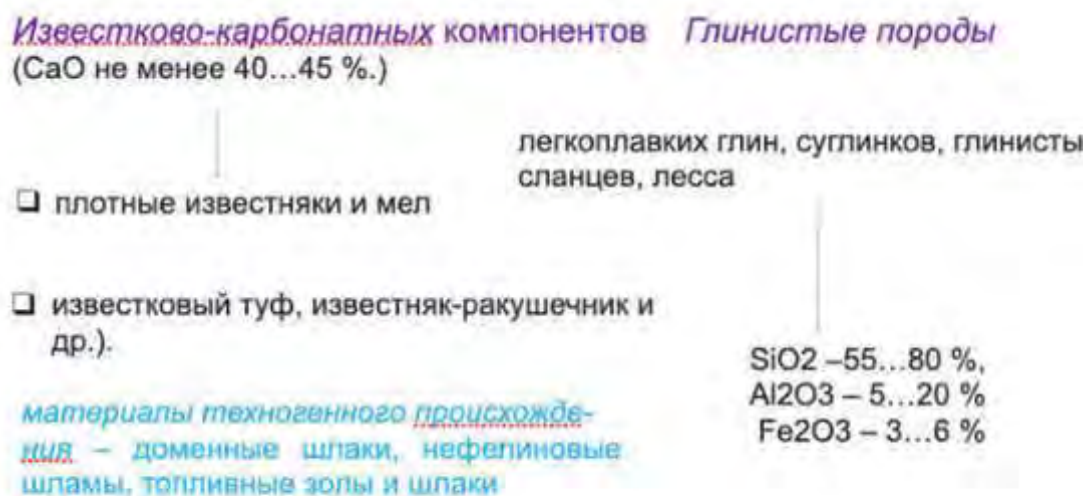 Известково-карбонатных компонентов
(CaO не менее 40...45 %.)
❑ плотные известняки и мел
❑ известковый туф, известняк-ракушечник и
др.).
материалы техногенного происхожде-
ния – доменные шлаки, нефелиновые
шламы, топливные золы и шлаки
Глинистые породы
легкоплавких глин, суглинков, глинисты
сланцев, лесса
SiO2 –55...80 %,
Al2O3 – 5...20 %
Fe2O3 – 3...6 %